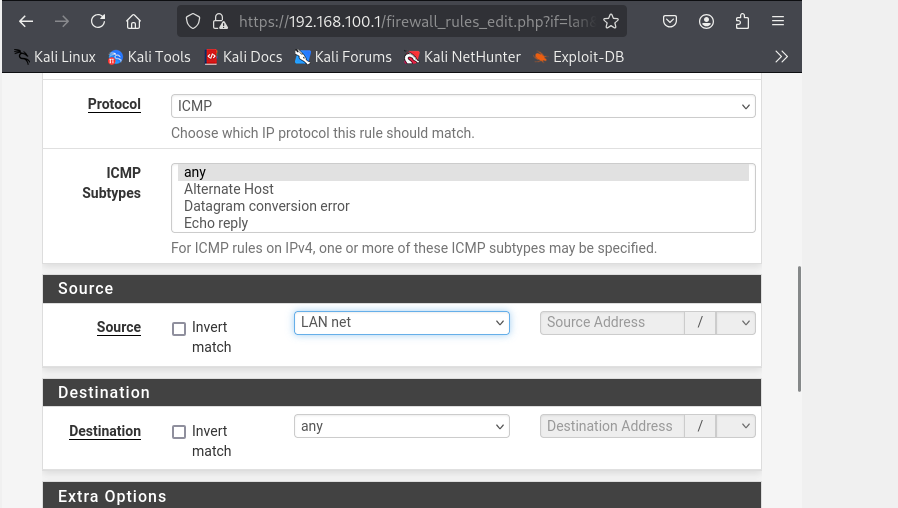 https://192.168.100.1/firewall_rules_edit.php?if=lan
Kali Linux Kali Tools Kali Docs Kali Forums Kali NetHunter Exploit-DB
Protocol ICMP
Choose which IP protocol this rule should match.
ICMP Subtypes
any
Alternate Host
Datagram conversion error
Echo reply
For ICMP rules on IPv4, one or more of these ICMP subtypes may be specified.
Source
Source Invert match LAN net Source Address /
Destination
Destination Invert match any Destination Address /
Extra Options